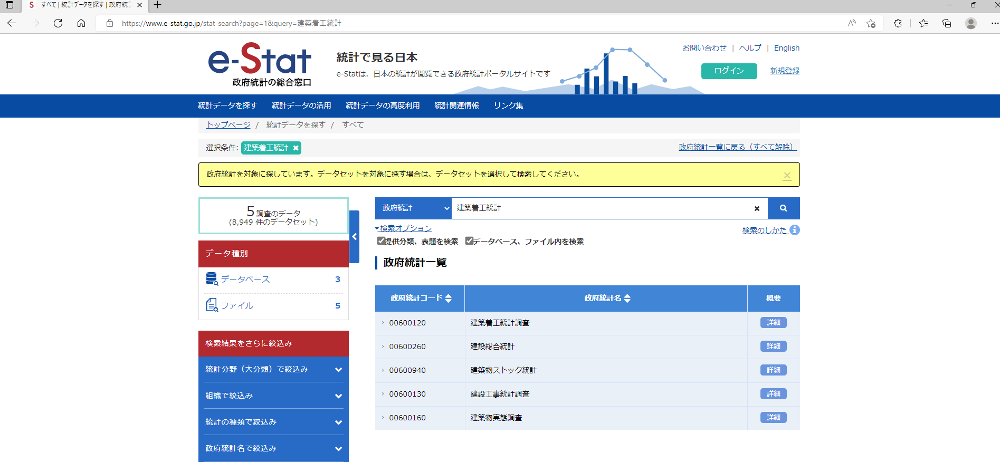 すべて | 統計データを探す | 政府統計
https://www.e-stat.go.jp/stat-search?page=1&query=建築着工統計
e-Stat
政府統計の総合窓口
統計で見る日本
e-Statは、日本の統計が閲覧できる政府統計ポータルサイトです
お問い合わせ | ヘルプ | English
ログイン 新規登録
統計データを探す 統計データの活用 統計データの高度利用 統計関連情報 リンク集
トップページ / 統計データを探す / すべて
選択条件: 建築着工統計 ✖ 政府統計一覧に戻る（すべて解除）
政府統計を対象に探しています。データセットを対象に探す場合は、データセットを選択して検索してください。
5 調査のデータ
(8,949 件のデータセット)
データ種別
データベース 3
ファイル 5
検索結果をさらに絞込み
統計分野（大分類）で絞込み
組織で絞込み
統計の種類で絞込み
政府統計名で絞込み
政府統計 建築着工統計
検索オプション 検索のしかた
提供分類、表題を検索 データベース、ファイル内を検索
政府統計一覧
政府統計コード 政府統計名 概要
00600120 建築着工統計調査 詳細
00600260 建設総合統計 詳細
00600940 建築物ストック統計 詳細
00600130 建設工事統計調査 詳細
00600160 建築物実態調査 詳細